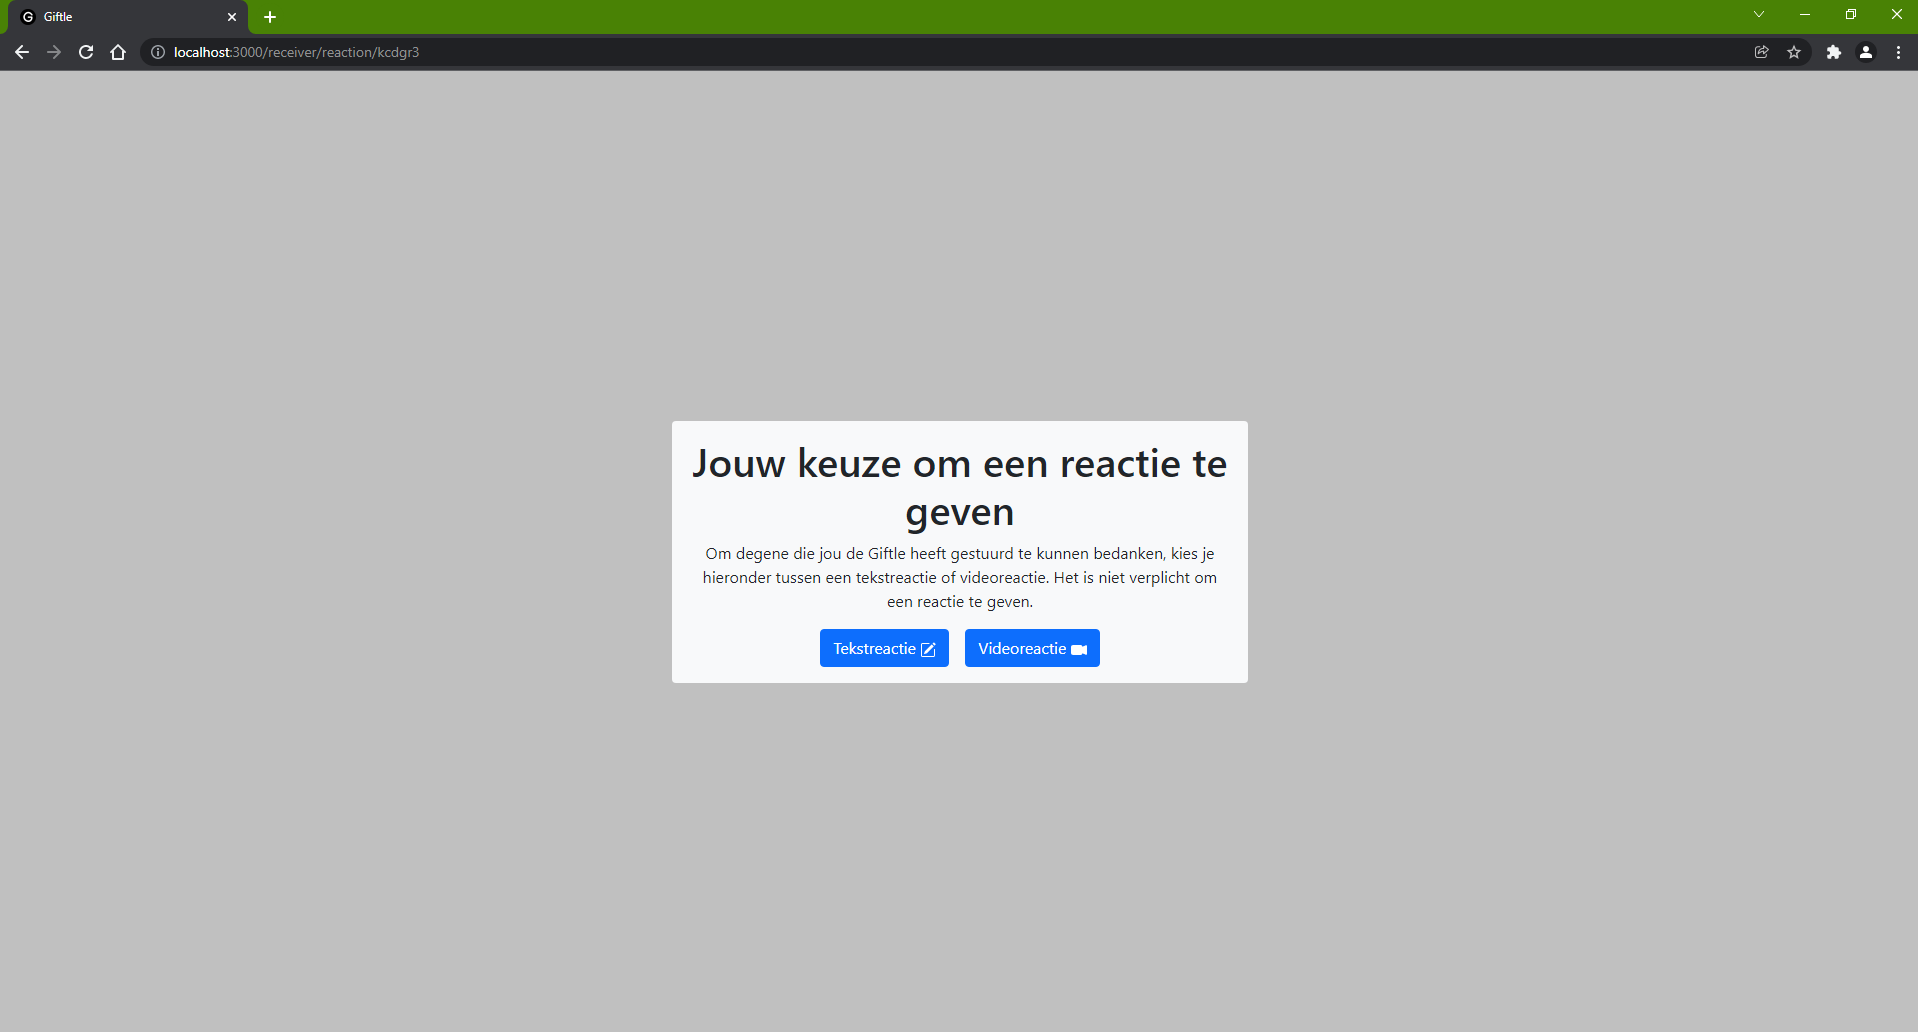 Giftle
localhost:3000/receiver/reaction/kcdgr3
Jouw keuze om een reactie te
geven
Om degene die jou de Giftle heeft gestuurd te kunnen bedanken, kies je
hieronder tussen een tekstreactie of videoreactie. Het is niet verplicht om
een reactie te geven.
Tekstreactie
Videoreactie